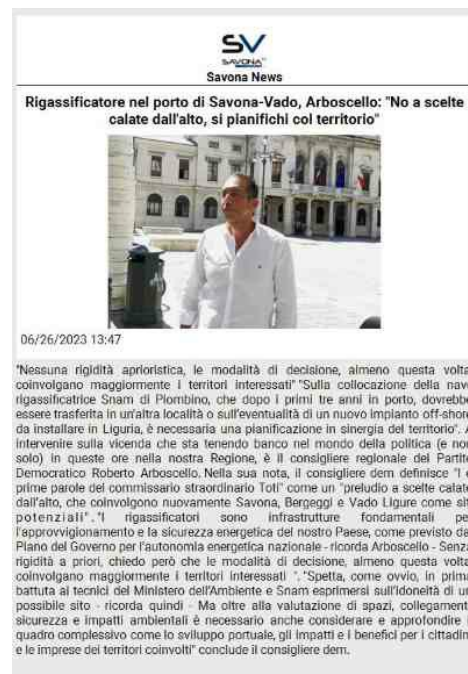 SV
SAVONA
Savona News
Rigassificatore nel porto di Savona-Vado, Arboscello: "No a scelte
calate dall'alto, si pianifichi col territorio"
06/26/2023 13:47
"Nessuna rigidità aprioristica, le modalità di decisione, almeno questa volta
coinvolgano maggiormente i territori interessati" "Sulla collocazione della nave
rigassificatrice Snam di Piombino, che dopo i primi tre anni in porto, dovrebbe
essere trasferita in un'altra località o sull'eventualità di un nuovo impianto off-shore
da installare in Liguria, è necessaria una pianificazione in sinergia del territorio".
intervenire sulla vicenda che sta tenendo banco nel mondo della politica (e non
solo) in queste ore nella nostra Regione, è il consigliere regionale del Partito
Democratico Roberto Arboscello. Nella sua nota, il consigliere dem definisce "l
prime parole del commissario straordinario Toti" come un "preludio a scelte calate
dall'alto, che coinvolgono nuovamente Savona, Bergeggi e Vado Ligure come sit
potenziali". "I rigassificatori sono infrastrutture fondamentali pe
l'approvvigionamento e la sicurezza energetica del nostro Paese, come previsto da
Piano del Governo per l'autonomia energetica nazionale - ricorda Arboscello - Senza
rigidità a priori, chiedo però che le modalità di decisione, almeno questa volta
coinvolgano maggiormente i territori interessati ". "Spetta, come ovvio, in prima
battuta ai tecnici del Ministero dell'Ambiente e Snam esprimersi sull'idoneità di un
possibile sito - ricorda quindi - Ma oltre alla valutazione di spazi, collegament
sicurezza e impatti ambientali è necessario anche considerare e approfondire i
quadro complessivo come lo sviluppo portuale, gli impatti e i benefici per i cittadin
e le imprese dei territori coinvolti" conclude il consigliere dem.